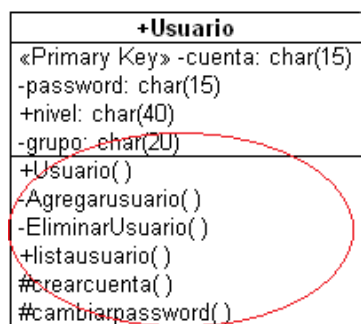 +Usuario
«Primary Key» -cuenta: char(15)
-password: char(15)
+nivel: char(40)
-grupo: char(20)
+Usuario()
-Agregarusuario()
-EliminarUsuario()
+listausuario()
#crearcuenta()
#cambiarpassword()